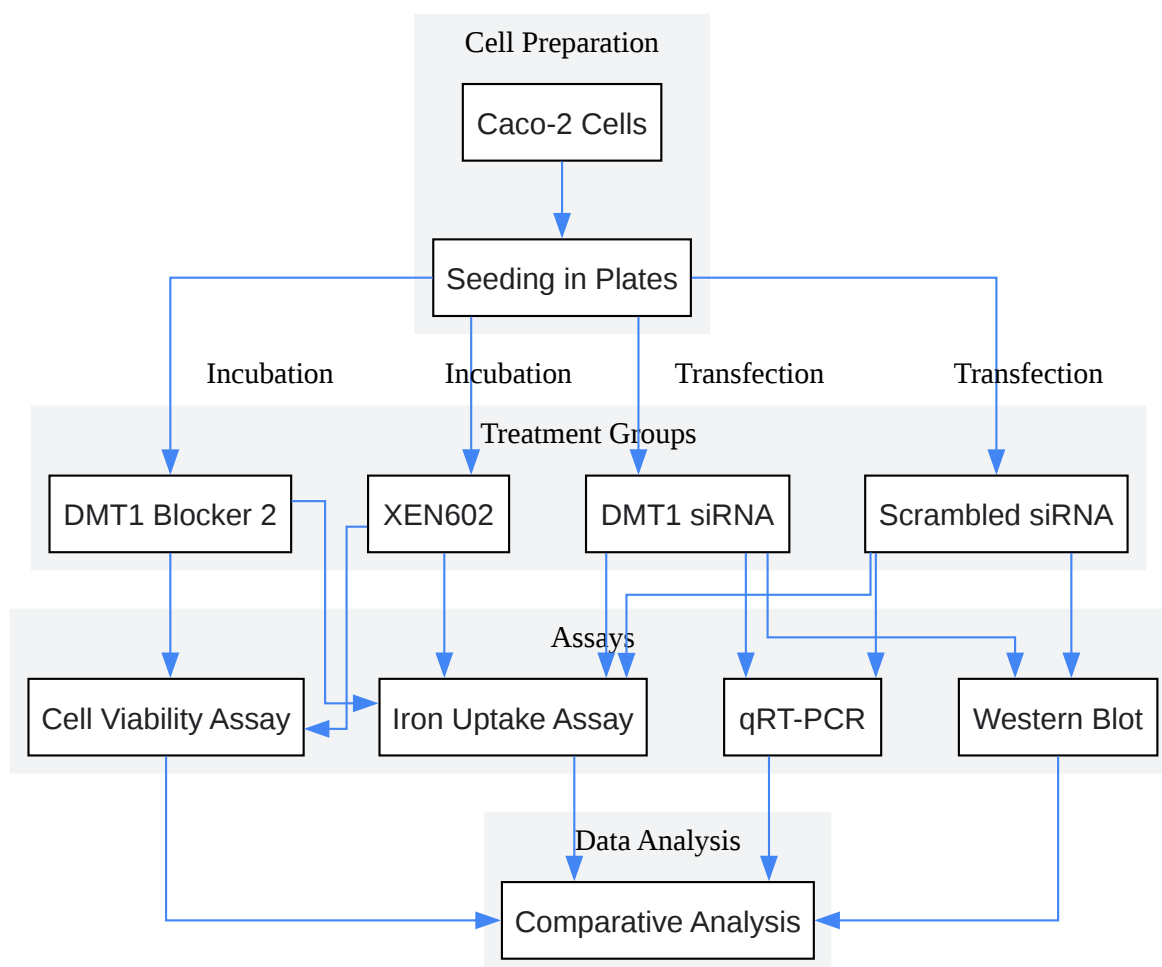 Cell Preparation
Caco-2 Cells
Seeding in Plates
Incubation
Incubation
Transfection
Transfection
Treatment Groups
DMT1 Blocker 2
XEN602
DMT1 siRNA
Scrambled siRNA
Assays
Cell Viability Assay
Iron Uptake Assay
qRT-PCR
Western Blot
Data Analysis
Comparative Analysis